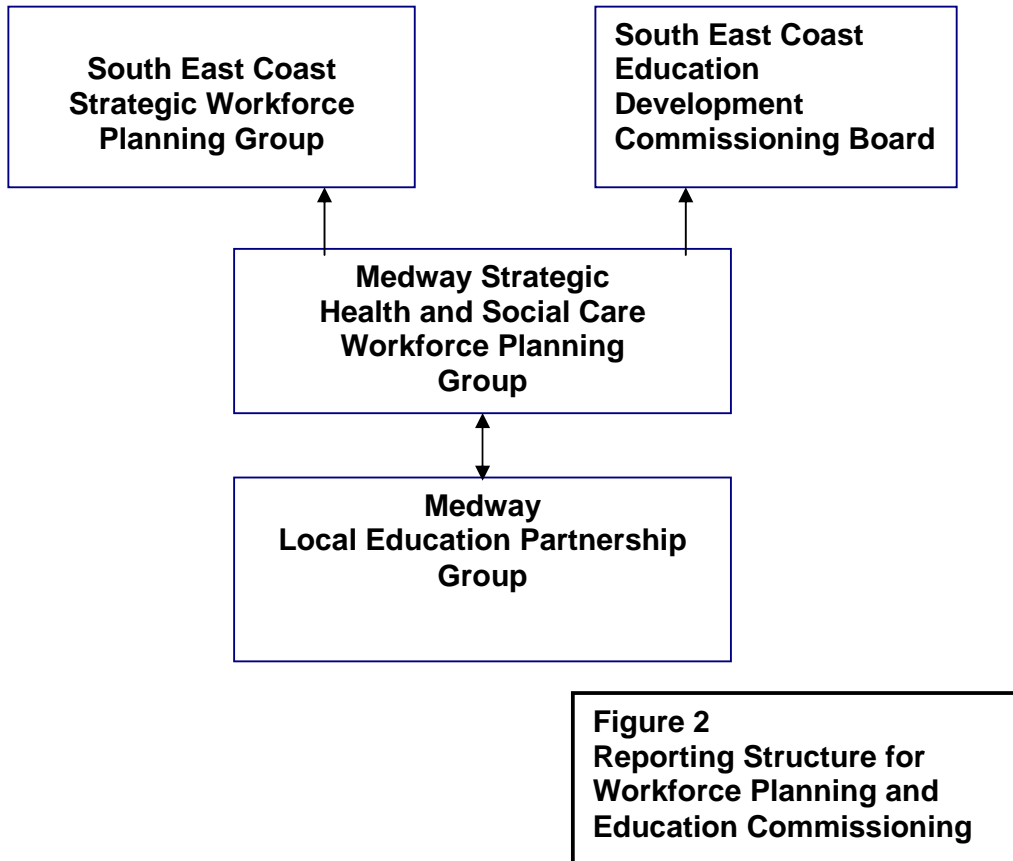 South East Coast
Strategic Workforce
Planning Group
South East Coast
Education
Development
Commissioning Board
Medway Strategic
Health and Social Care
Workforce Planning
Group
Medway
Local Education Partnership
Group
Figure 2
Reporting Structure for
Workforce Planning and
Education Commissioning